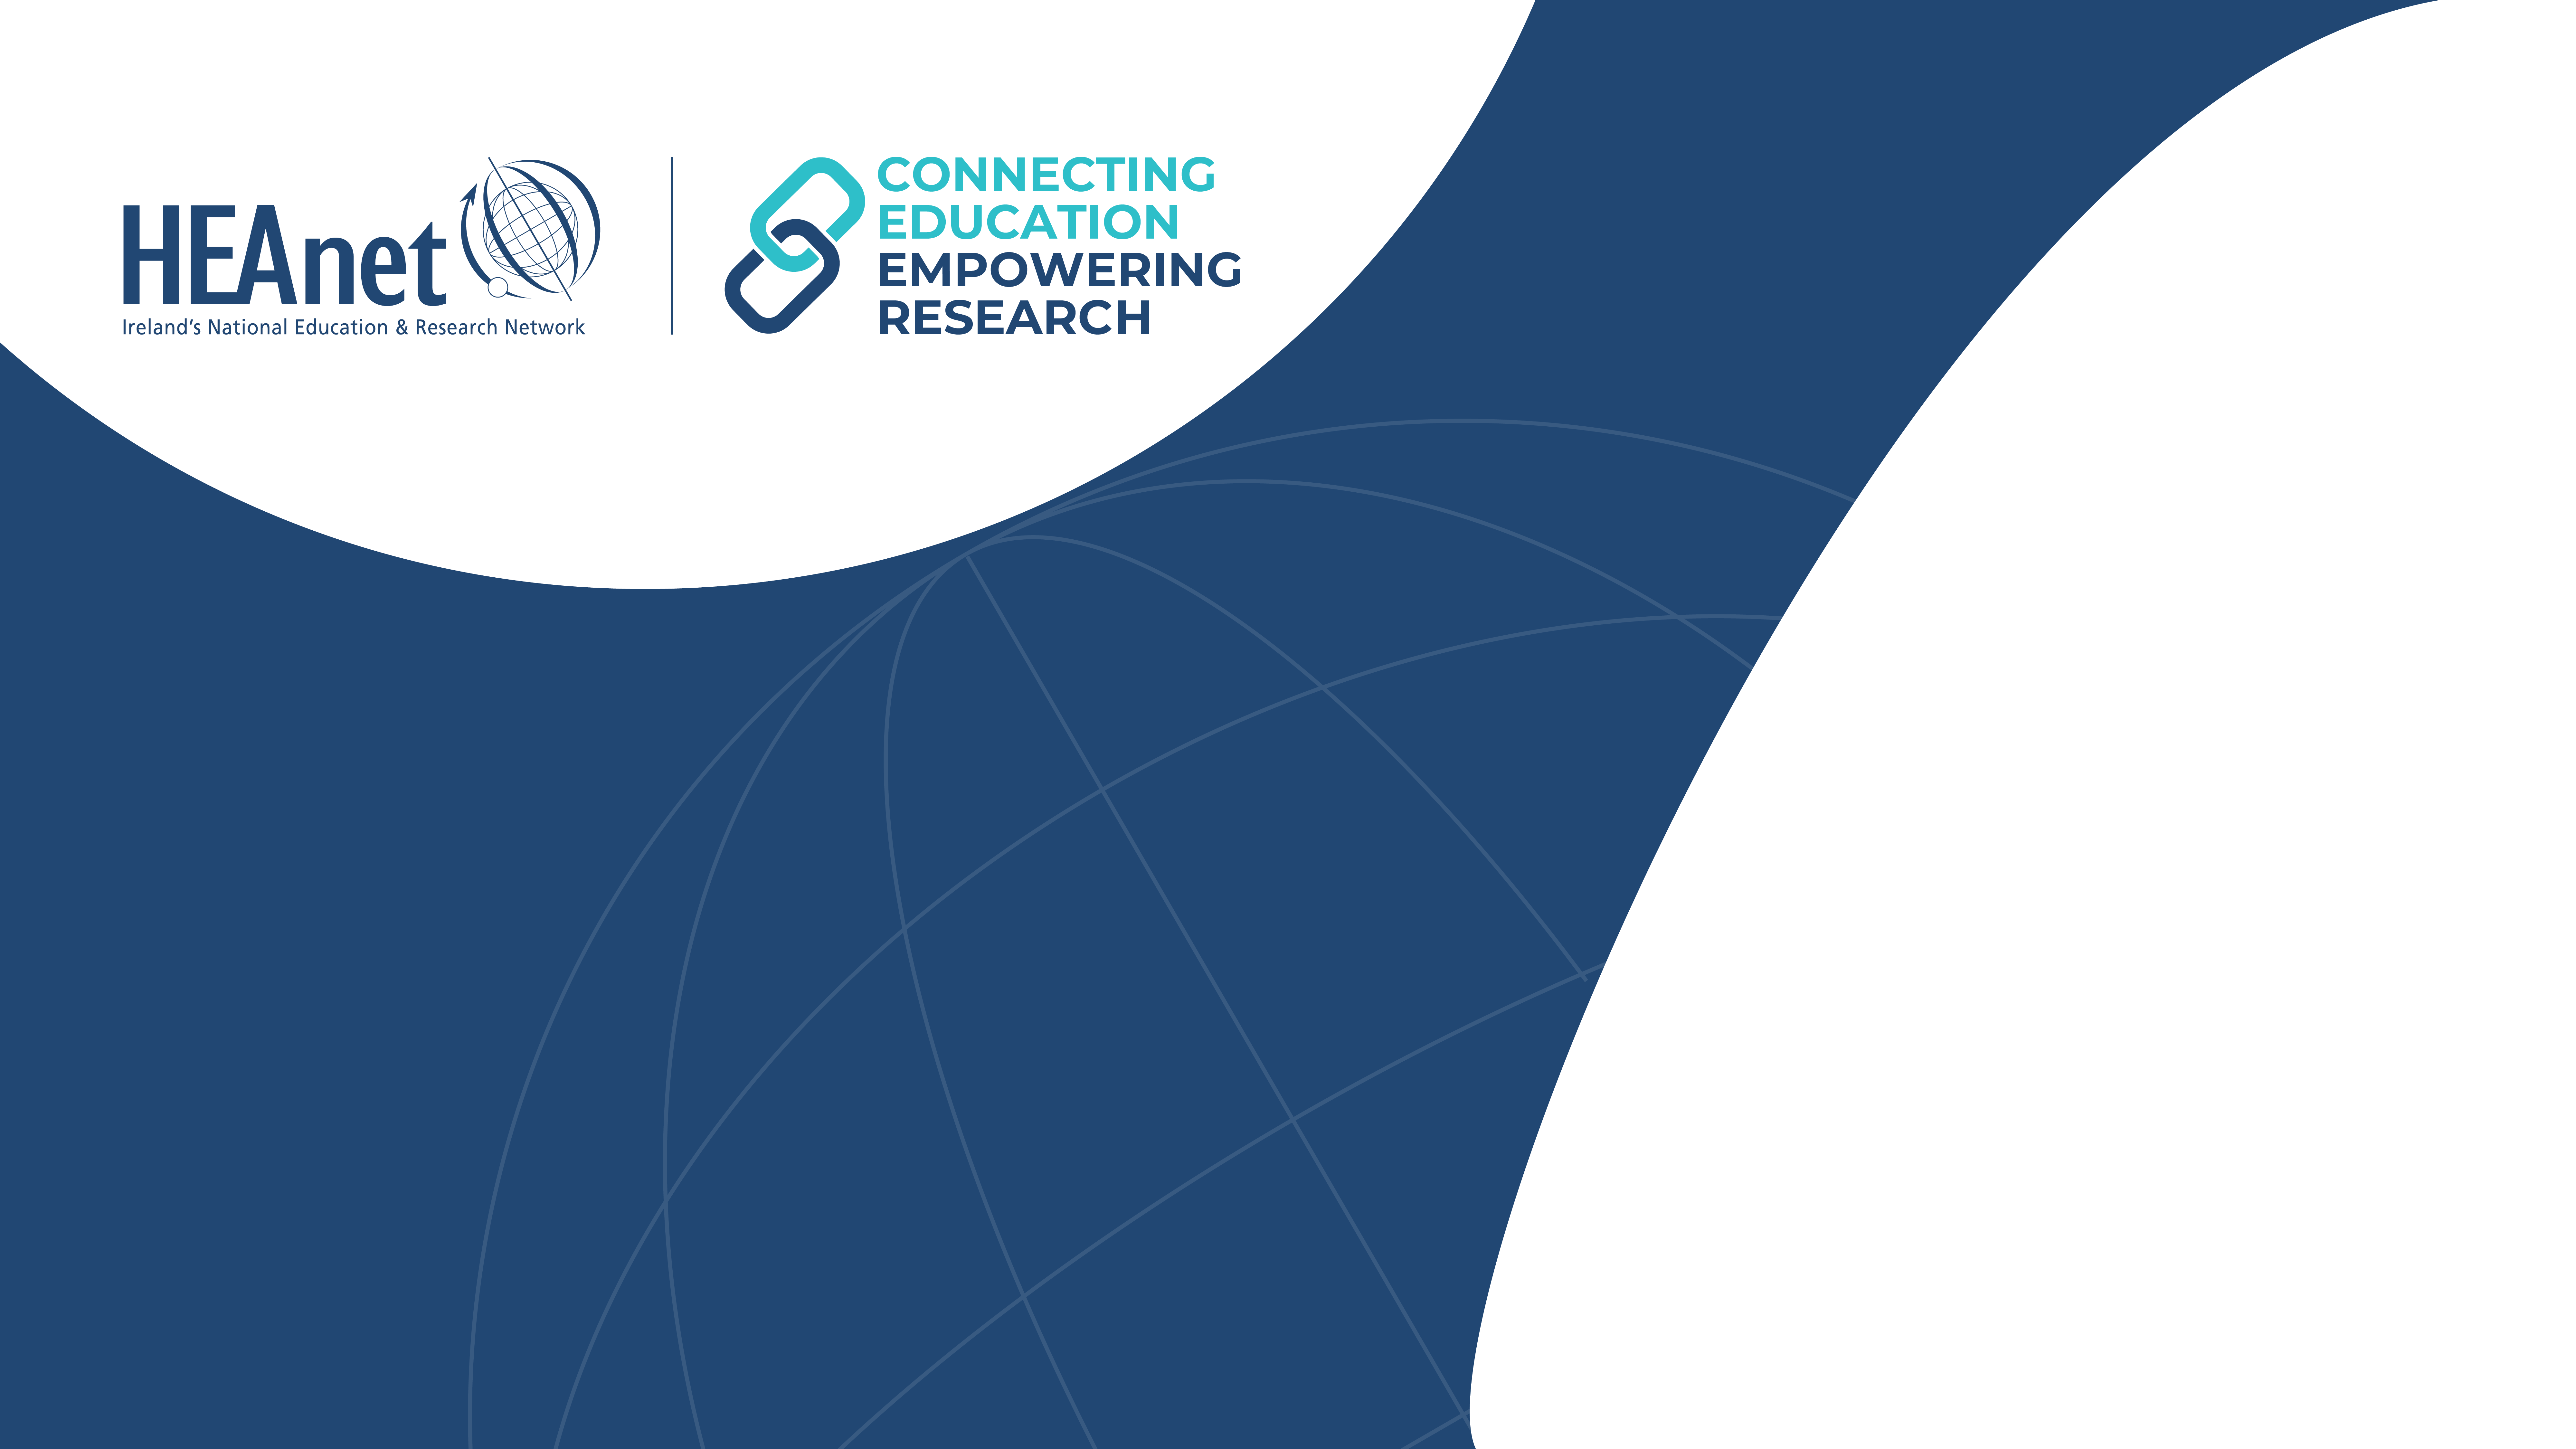 HEAnet
Ireland's National Education & Research Network
CONNECTING
EDUCATION
EMPOWERING
RESEARCH